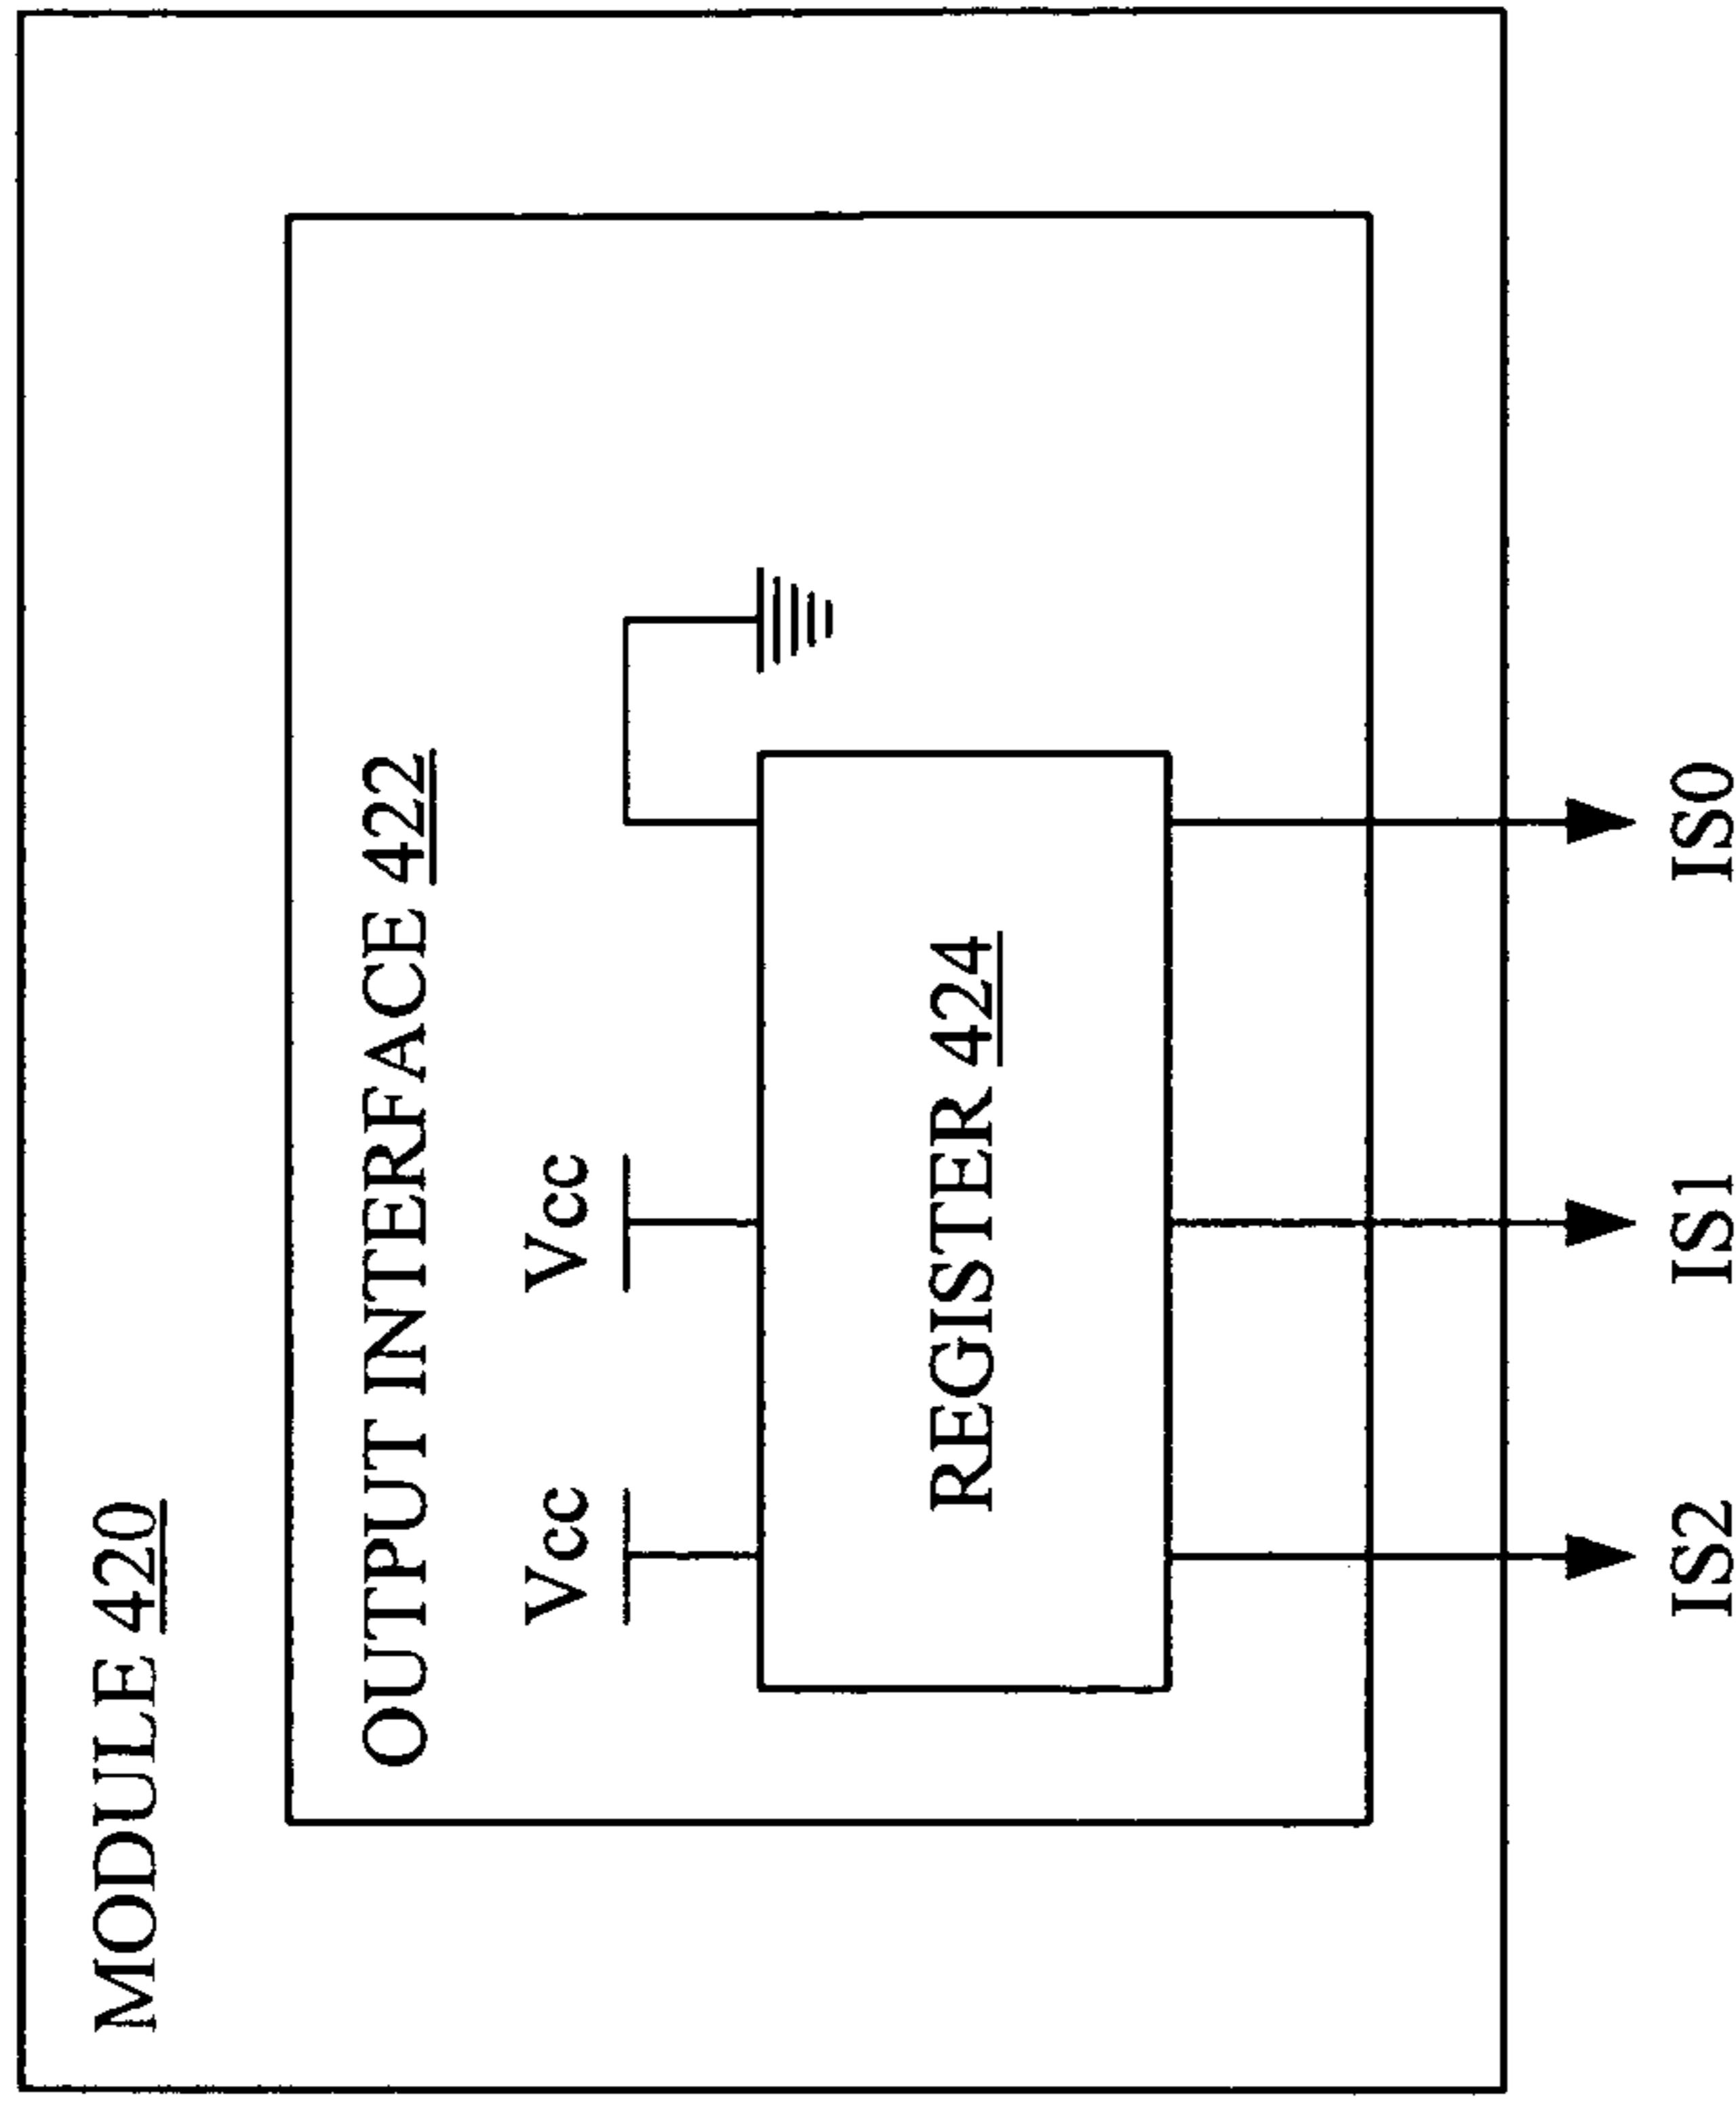 MODULE 420
OUTPUT INTERFACE 422
Vcc
Vcc
REGISTER 424
IS2
IS1
IS0